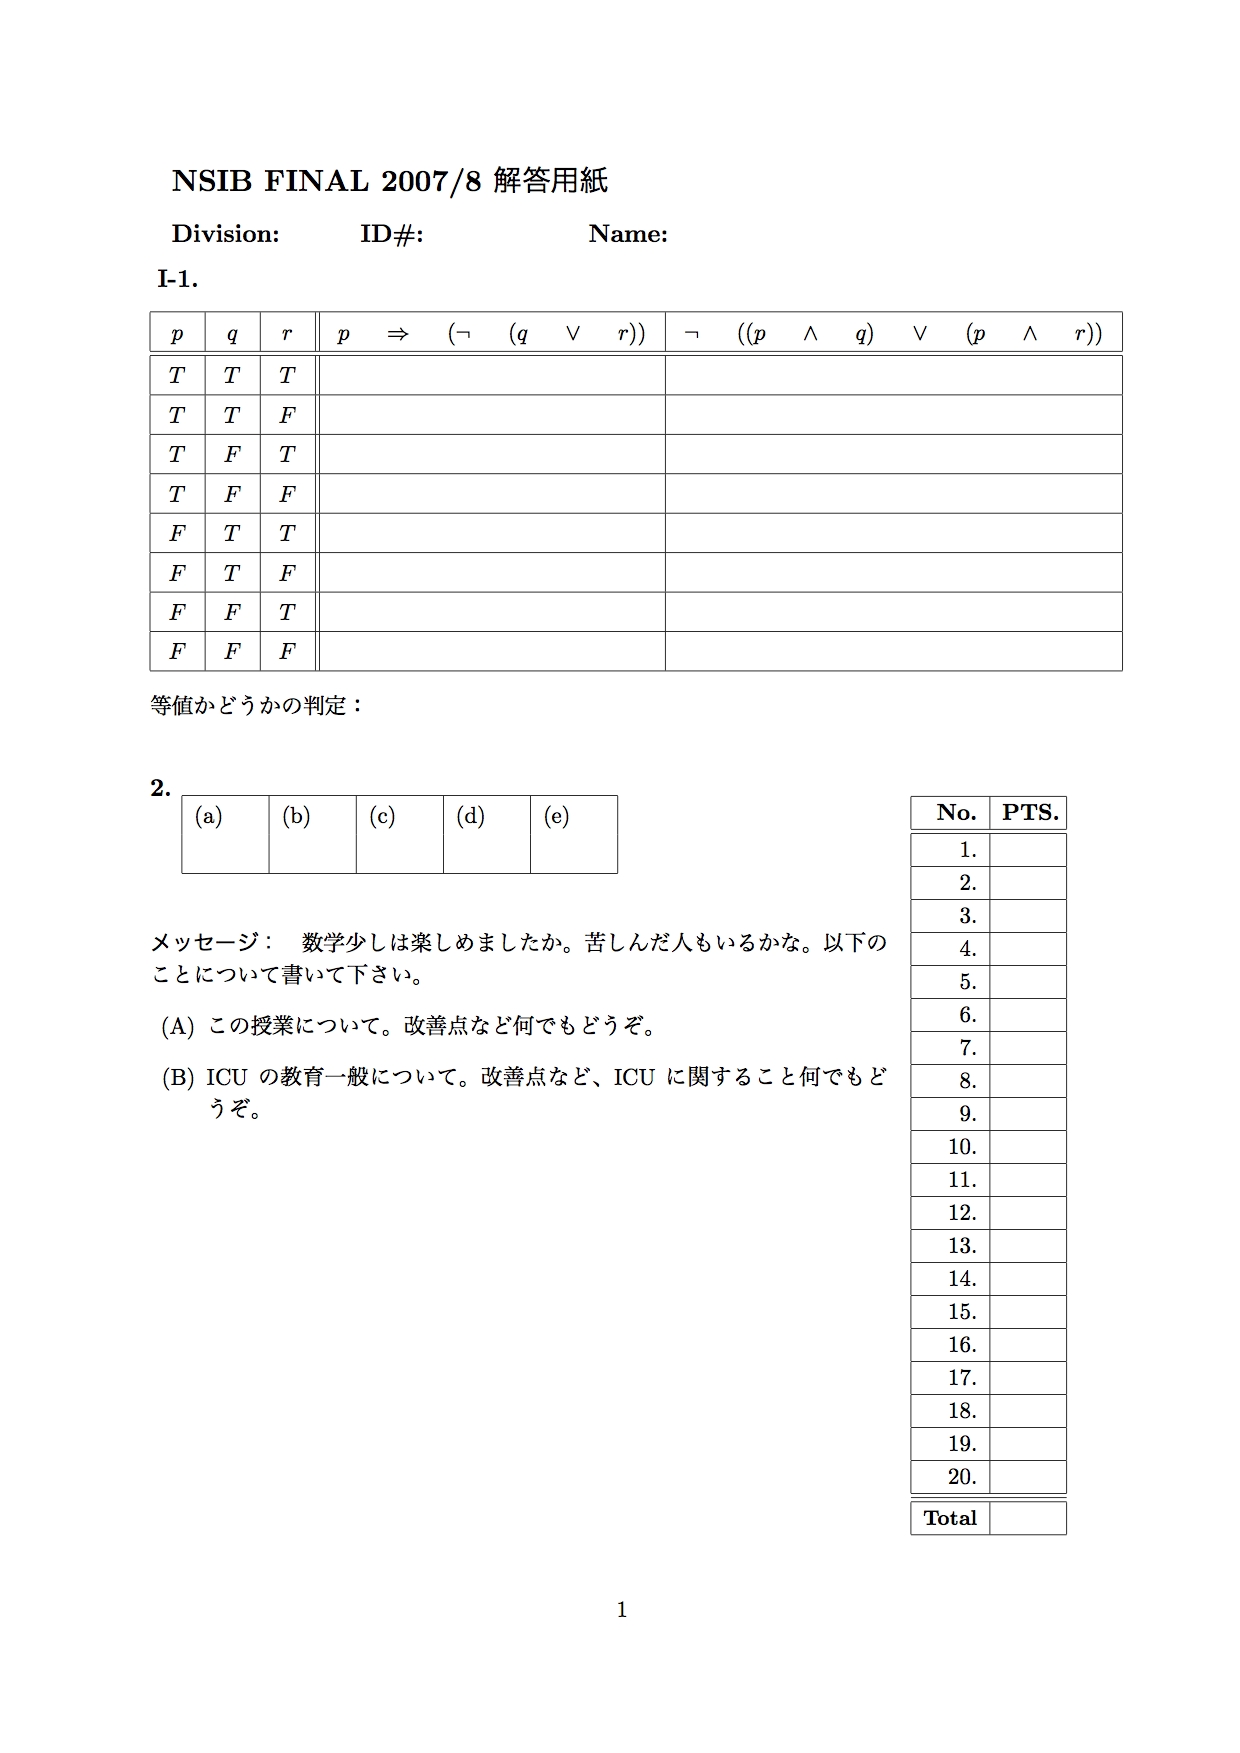 NSIB FINAL 2007/8 解答用紙
Division: ID#: Name:
I-1.
p q r p ⇒ (¬ (q ∨ r)) ¬ ((p ∧ q) ∨ (p ∧ r))
T T T
T T F
T F T
T F F
F T T
F T F
F F T
F F F
等値かどうかの判定：
2.
(a) (b) (c) (d) (e)
メッセージ： 数学少しは楽しめましたか。苦しんだ人もいるかな。以下の
ことについて書いて下さい。
(A) この授業について。改善点など何でもどうぞ。
(B) ICU の教育一般について。改善点など、ICU に関すること何でもど
うぞ。
No. PTS.
1.
2.
3.
4.
5.
6.
7.
8.
9.
10.
11.
12.
13.
14.
15.
16.
17.
18.
19.
20.
Total
1